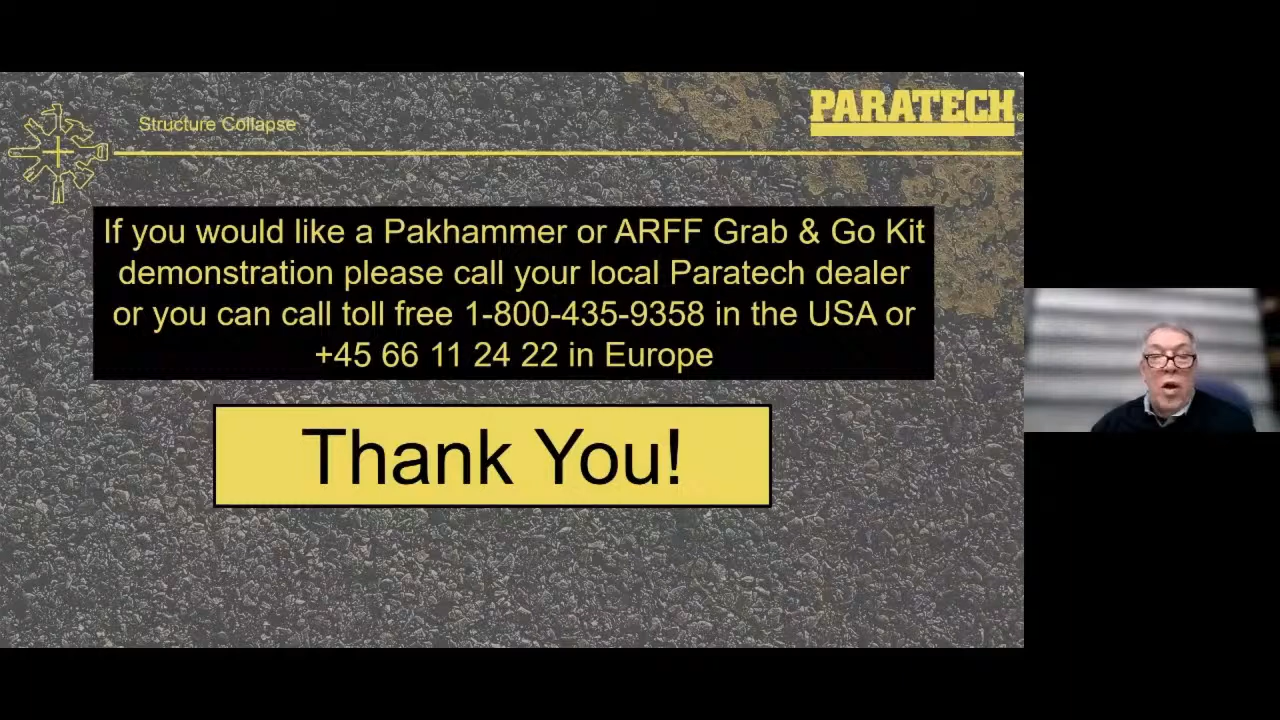 Structure Collapse
PARATECH®
If you would like a Pakhammer or ARFF Grab & Go Kit
demonstration please call your local Paratech dealer
or you can call toll free 1-800-435-9358 in the USA or
+45 66 11 24 22 in Europe
Thank You!